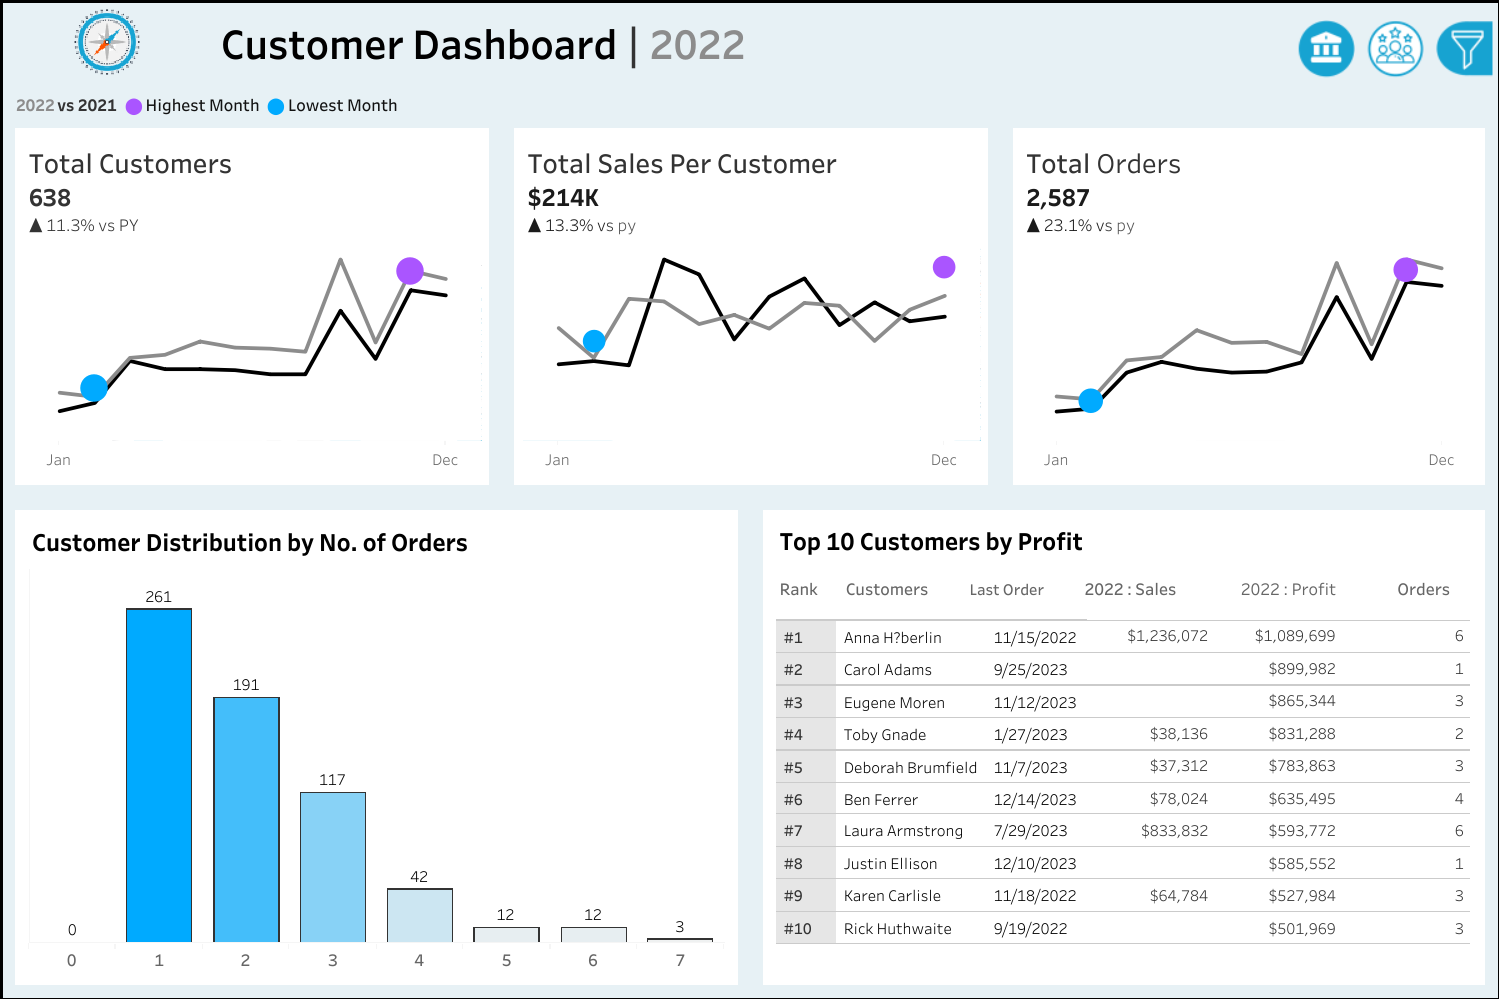 Customer Dashboard | 2022
2022 vs 2021 Highest Month Lowest Month
Total Customers
638
▲ 11.3% vs PY
Jan Dec
Total Sales Per Customer
$214K
▲ 13.3% vs py
Jan Dec
Total Orders
2,587
▲ 23.1% vs py
Jan Dec
Customer Distribution by No. of Orders
261
191
117
42
12
12
3
0
0 1 2 3 4 5 6 7
Top 10 Customers by Profit
Rank Customers Last Order 2022 : Sales 2022 : Profit Orders
#1 Anna H?berlin 11/15/2022 $1,236,072 $1,089,699 6
#2 Carol Adams 9/25/2023 $899,982 1
#3 Eugene Moren 11/12/2023 $865,344 3
#4 Toby Gnade 1/27/2023 $38,136 $831,288 2
#5 Deborah Brumfield 11/7/2023 $37,312 $783,863 3
#6 Ben Ferrer 12/14/2023 $78,024 $635,495 4
#7 Laura Armstrong 7/29/2023 $833,832 $593,772 6
#8 Justin Ellison 12/10/2023 $585,552 1
#9 Karen Carlisle 11/18/2022 $64,784 $527,984 3
#10 Rick Huthwaite 9/19/2022 $501,969 3